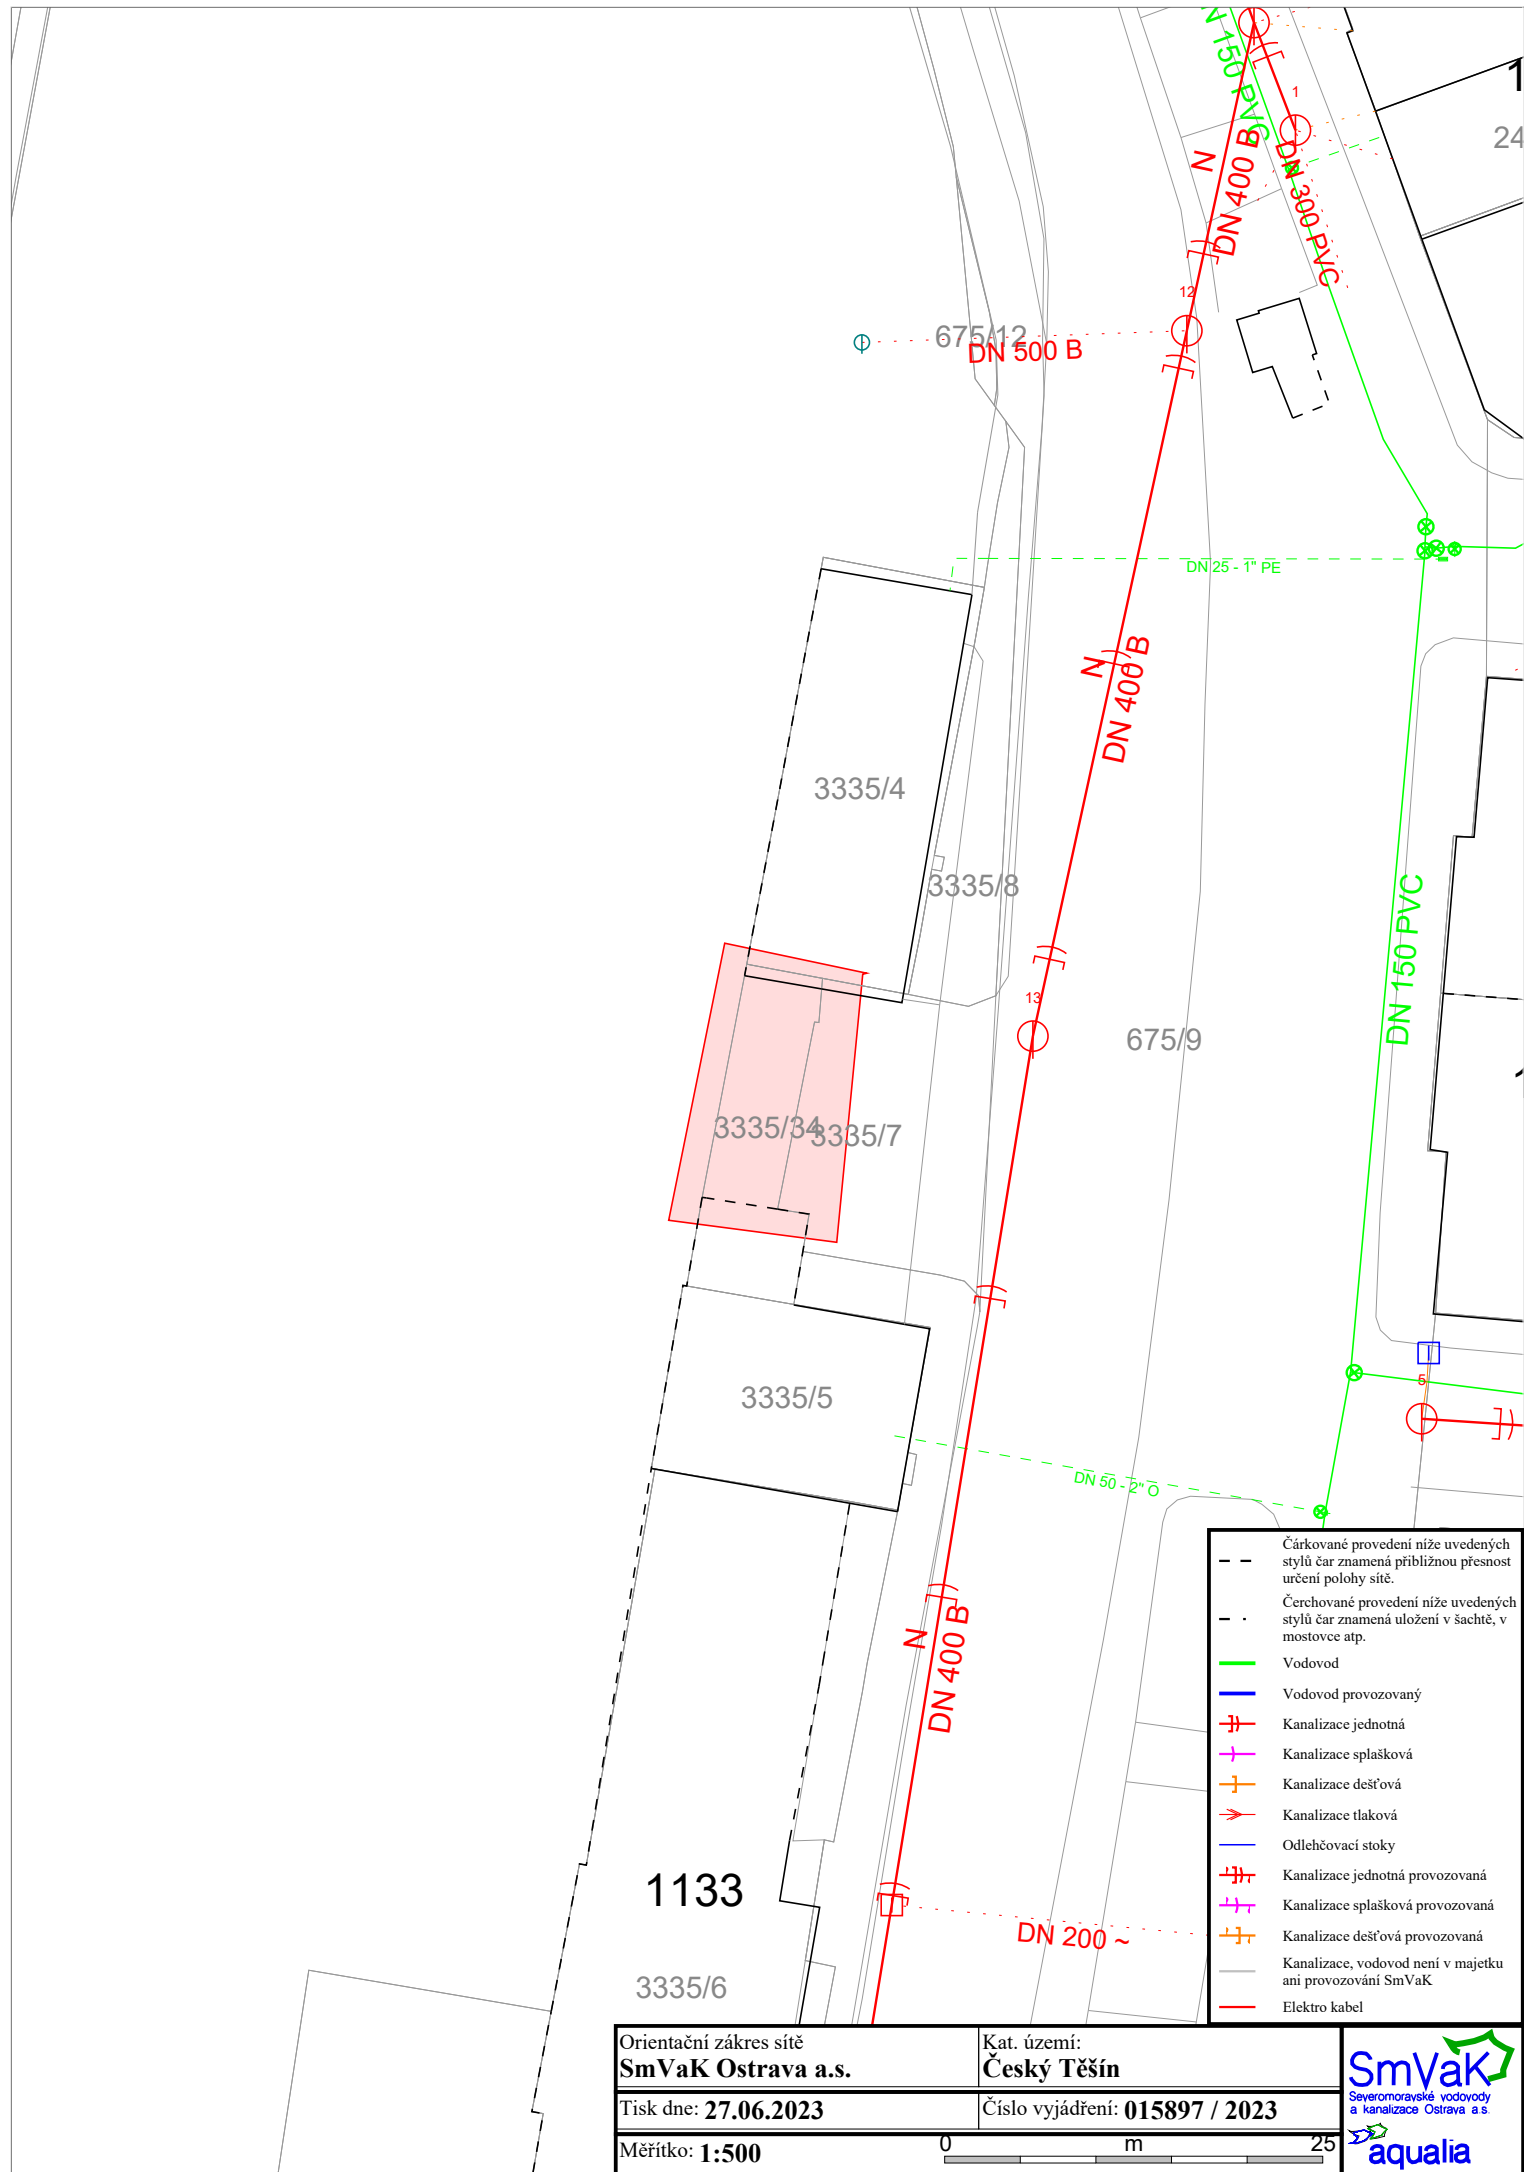 DN 150 PVC
1
1
24
N
DN 400 B
DN 300 PVC
12
675/12
DN 500 B
DN 25 - 1" PE
N
DN 400 B
3335/4
3335/8
DN 150 PVC
13
675/9
3335/34
3335/7
5
3335/5
DN 50 - 2" O
N
DN 400 B
1133
DN 200 ~
3335/6
Čárkované provedení níže uvedených
stylů čar znamená přibližnou přesnost
určení polohy sítě.
Čerchované provedení níže uvedených
stylů čar znamená uložení v šachtě, v
mostovce atp.
Vodovod
Vodovod provozovaný
Kanalizace jednotná
Kanalizace splašková
Kanalizace dešťová
Kanalizace tlaková
Odlehčovací stoky
Kanalizace jednotná provozovaná
Kanalizace splašková provozovaná
Kanalizace dešťová provozovaná
Kanalizace, vodovod není v majetku
ani provozování SmVaK
Elektro kabel
Orientační zákres sítě
SmVaK Ostrava a.s.
Kat. území:
Český Těšín
Tisk dne: 27.06.2023
Číslo vyjádření: 015897 / 2023
Měřítko: 1:500
0 m 25
SmVaK
Severomoravské vodovody
a kanalizace Ostrava a.s.
aqualia